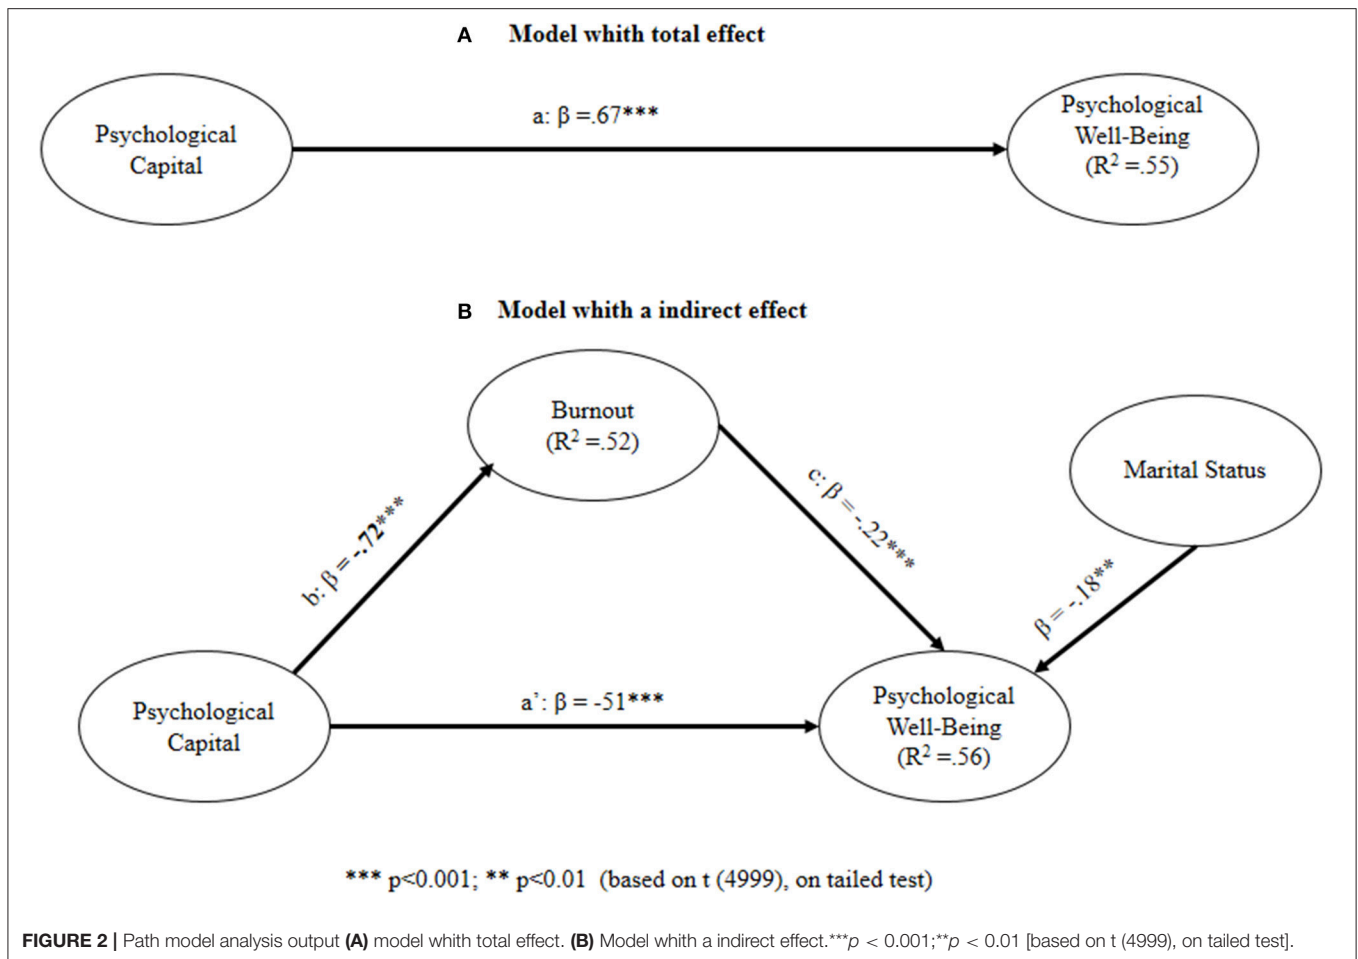 A Model whith total effect
Psychological
Capital
a: β =.67***
Psychological
Well-Being
(R² =.55)
B Model whith a indirect effect
Burnout
(R² =.52)
Marital Status
b: β = -.72***
c: β = -.22***
β = -.18**
Psychological
Capital
a’: β = -51***
Psychological
Well-Being
(R² =.56)
*** p<0.001; ** p<0.01 (based on t (4999), on tailed test)
FIGURE 2 | Path model analysis output (A) model whith total effect. (B) Model whith a indirect effect.***p < 0.001;**p < 0.01 [based on t (4999), on tailed test].